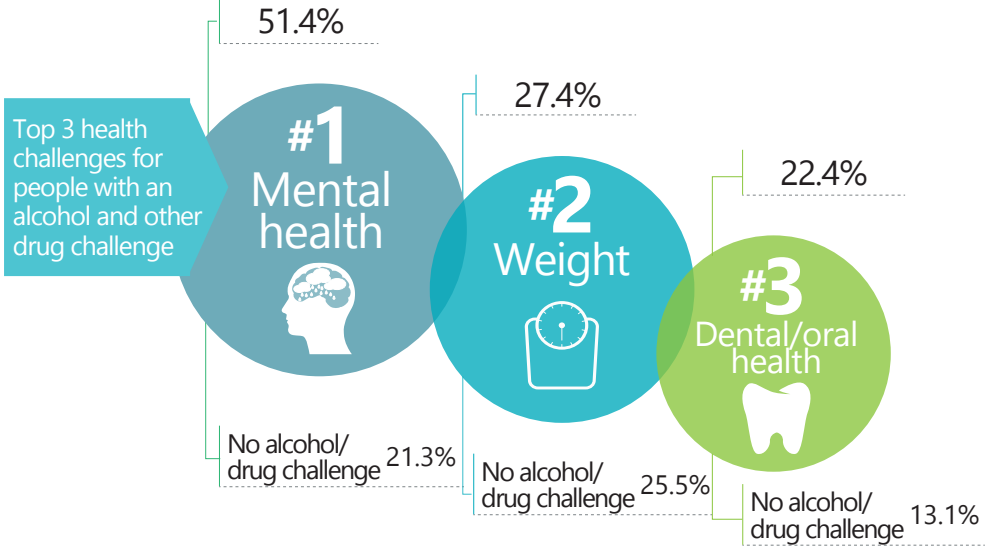 Top 3 health
challenges for
people with an
alcohol and other
drug challenge
51.4%
#1
Mental
health
No alcohol/
drug challenge 21.3%
27.4%
#2
Weight
No alcohol/
drug challenge 25.5%
22.4%
#3
Dental/oral
health
No alcohol/
drug challenge 13.1%